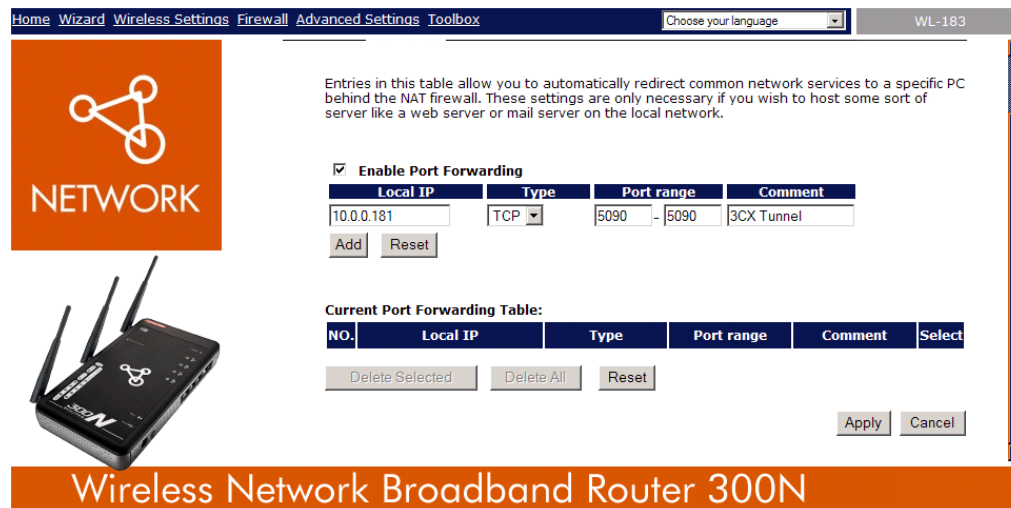 Home Wizard Wireless Settings Firewall Advanced Settings Toolbox Choose your language WL-183
NETWORK
Entries in this table allow you to automatically redirect common network services to a specific PC
behind the NAT firewall. These settings are only necessary if you wish to host some sort of
server like a web server or mail server on the local network.
Enable Port Forwarding
Local IP Type Port range Comment
10.0.0.181 TCP 5090 - 5090 3CX Tunnel
Add Reset
Current Port Forwarding Table:
NO. Local IP Type Port range Comment Select
Delete Selected Delete All Reset
Apply Cancel
300N
Wireless Network Broadband Router 300N